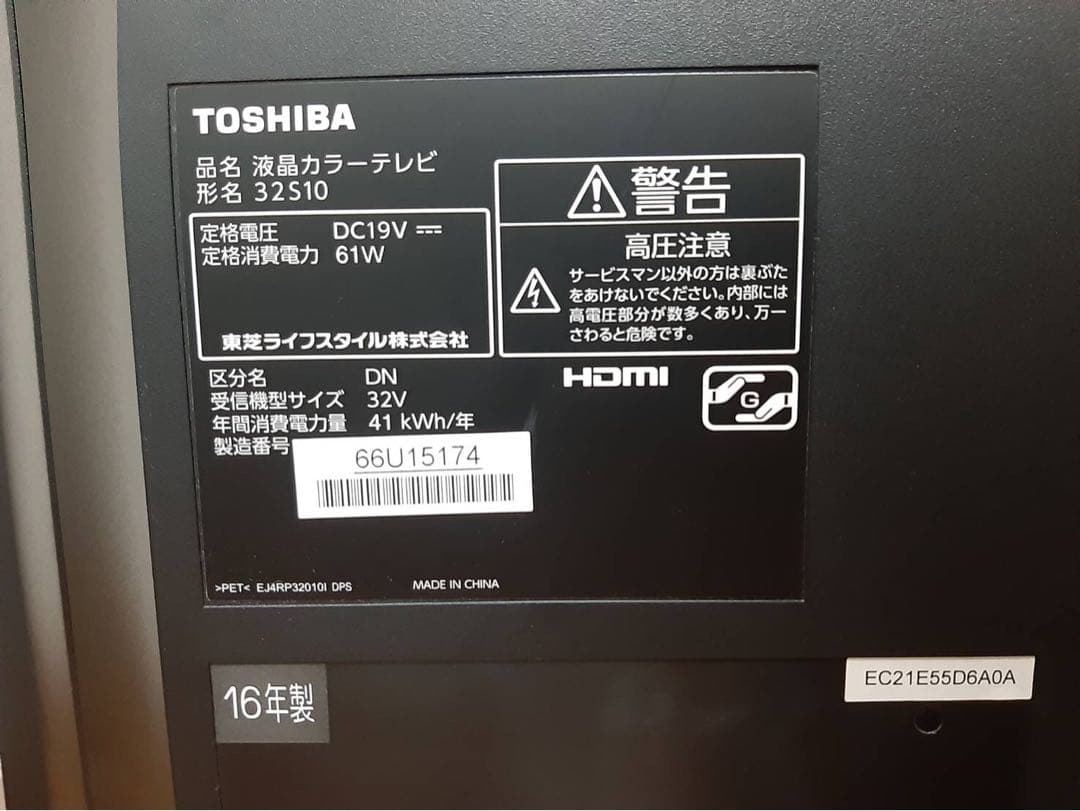 TOSHIBA
品名 液晶カラーテレビ
形名 32S10
定格電圧 DC19V ⎓
定格消費電力 61W
東芝ライフスタイル株式会社
警告
高圧注意
サービスマン以外の方は裏ぶた
をあけないでください。内部には
高電圧部分が数多くあり、万一
さわると危険です。
区分名 DN
受信機型サイズ 32V
年間消費電力量 41 kWh/年
製造番号
66U15174
HDMI
G
>PET< EJ4RP32010I DPS
MADE IN CHINA
16年製
EC21E55D6A0A